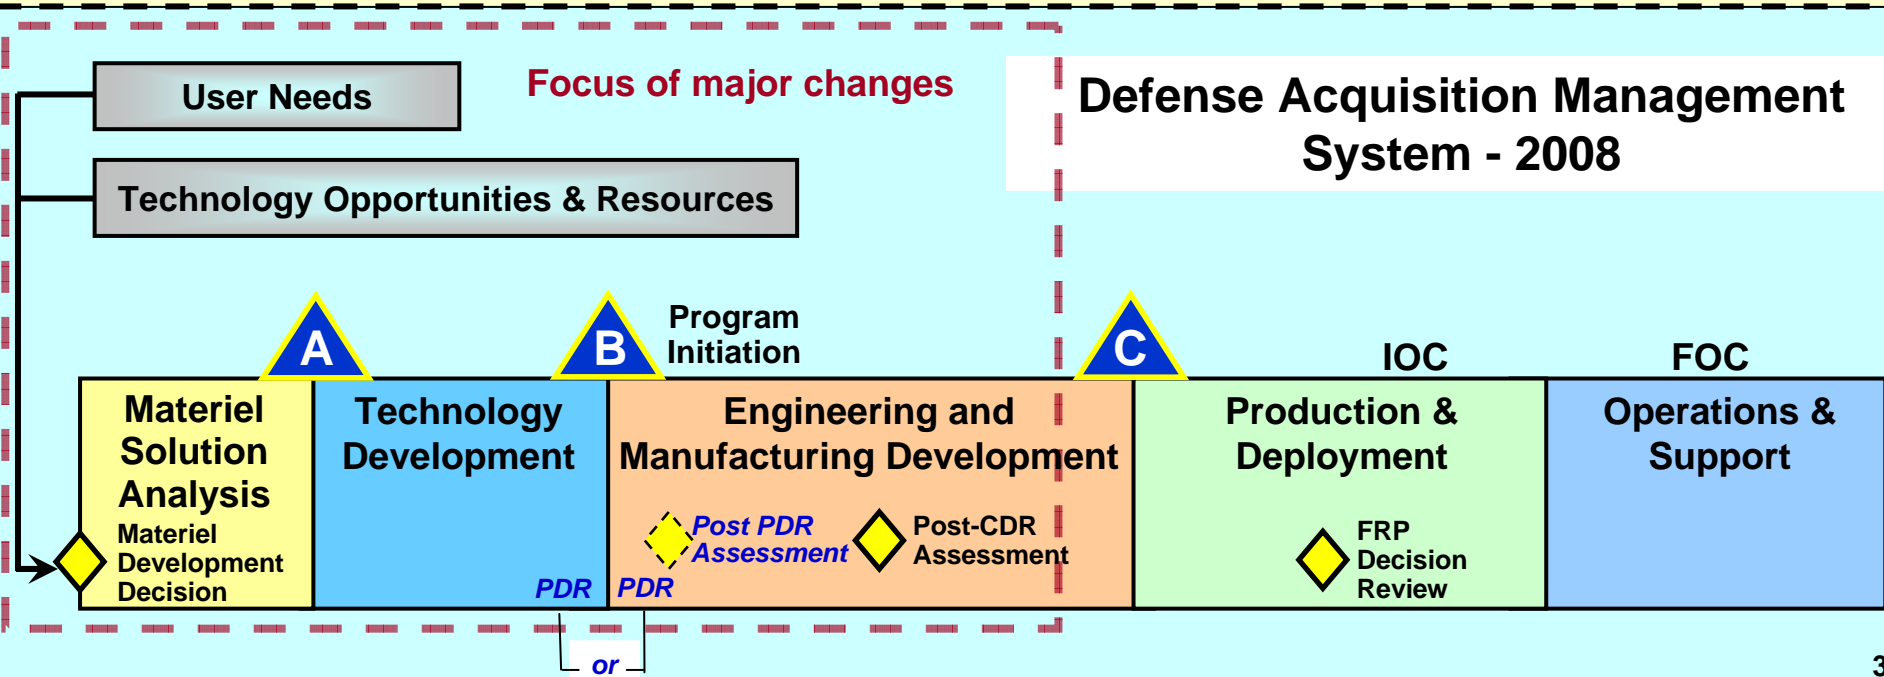 User Needs
Focus of major changes
Defense Acquisition Management
System - 2008
Technology Opportunities & Resources
A
B
Program
Initiation
C
IOC
FOC
Materiel
Solution
Analysis
Materiel
Development
Decision
Technology
Development
PDR
Engineering and
Manufacturing Development
Post PDR
Assessment
Post-CDR
Assessment
PDR
Production &
Deployment
FRP
Decision
Review
Operations &
Support
or
3